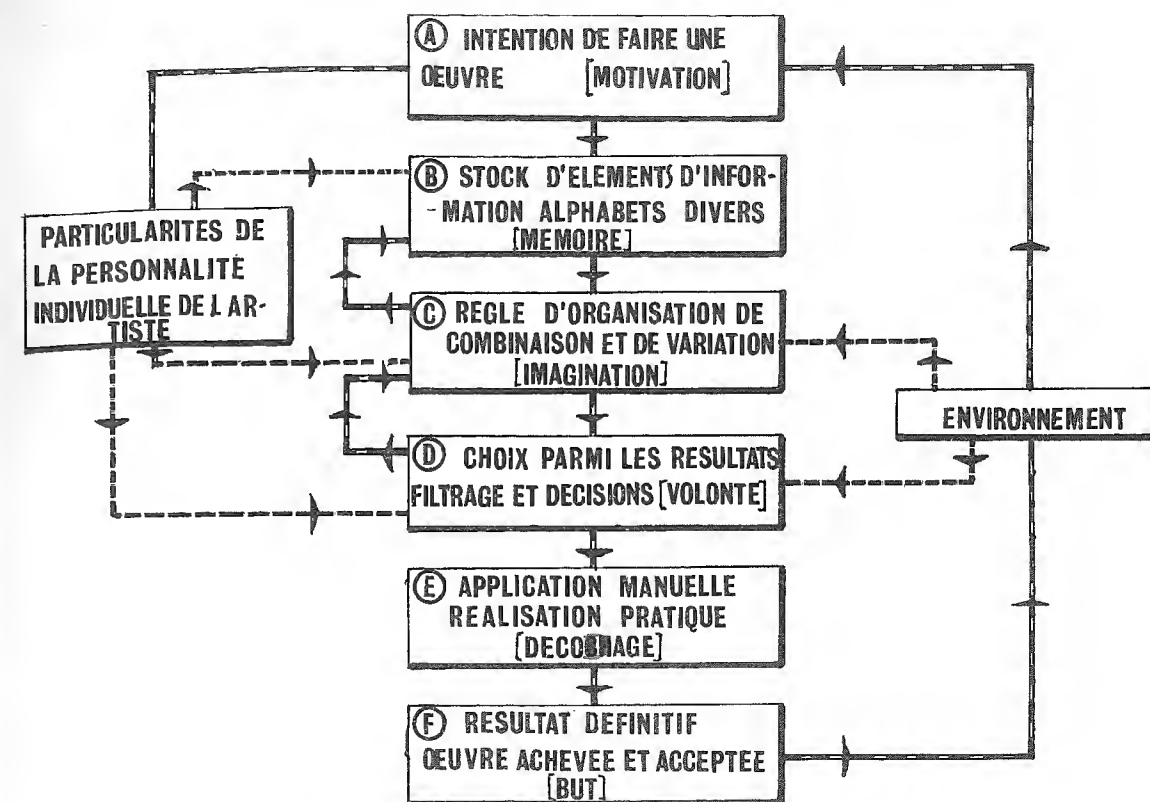 Ⓐ INTENTION DE FAIRE UNE
ŒUVRE [MOTIVATION]
Ⓑ STOCK D'ELEMENTS D'INFOR-
-MATION ALPHABETS DIVERS
[MEMOIRE]
PARTICULARITES DE
LA PERSONNALITÉ
INDIVIDUELLE DE L AR-
TISTE
Ⓒ REGLE D'ORGANISATION DE
COMBINAISON ET DE VARIATION
[IMAGINATION]
ENVIRONNEMENT
Ⓓ CHOIX PARMI LES RESULTATS
FILTRAGE ET DECISIONS [VOLONTE]
Ⓔ APPLICATION MANUELLE
REALISATION PRATIQUE
Ⓕ RESULTAT DEFINITIF
ŒUVRE ACHEVEE ET ACCEPTÉE
[BUT]